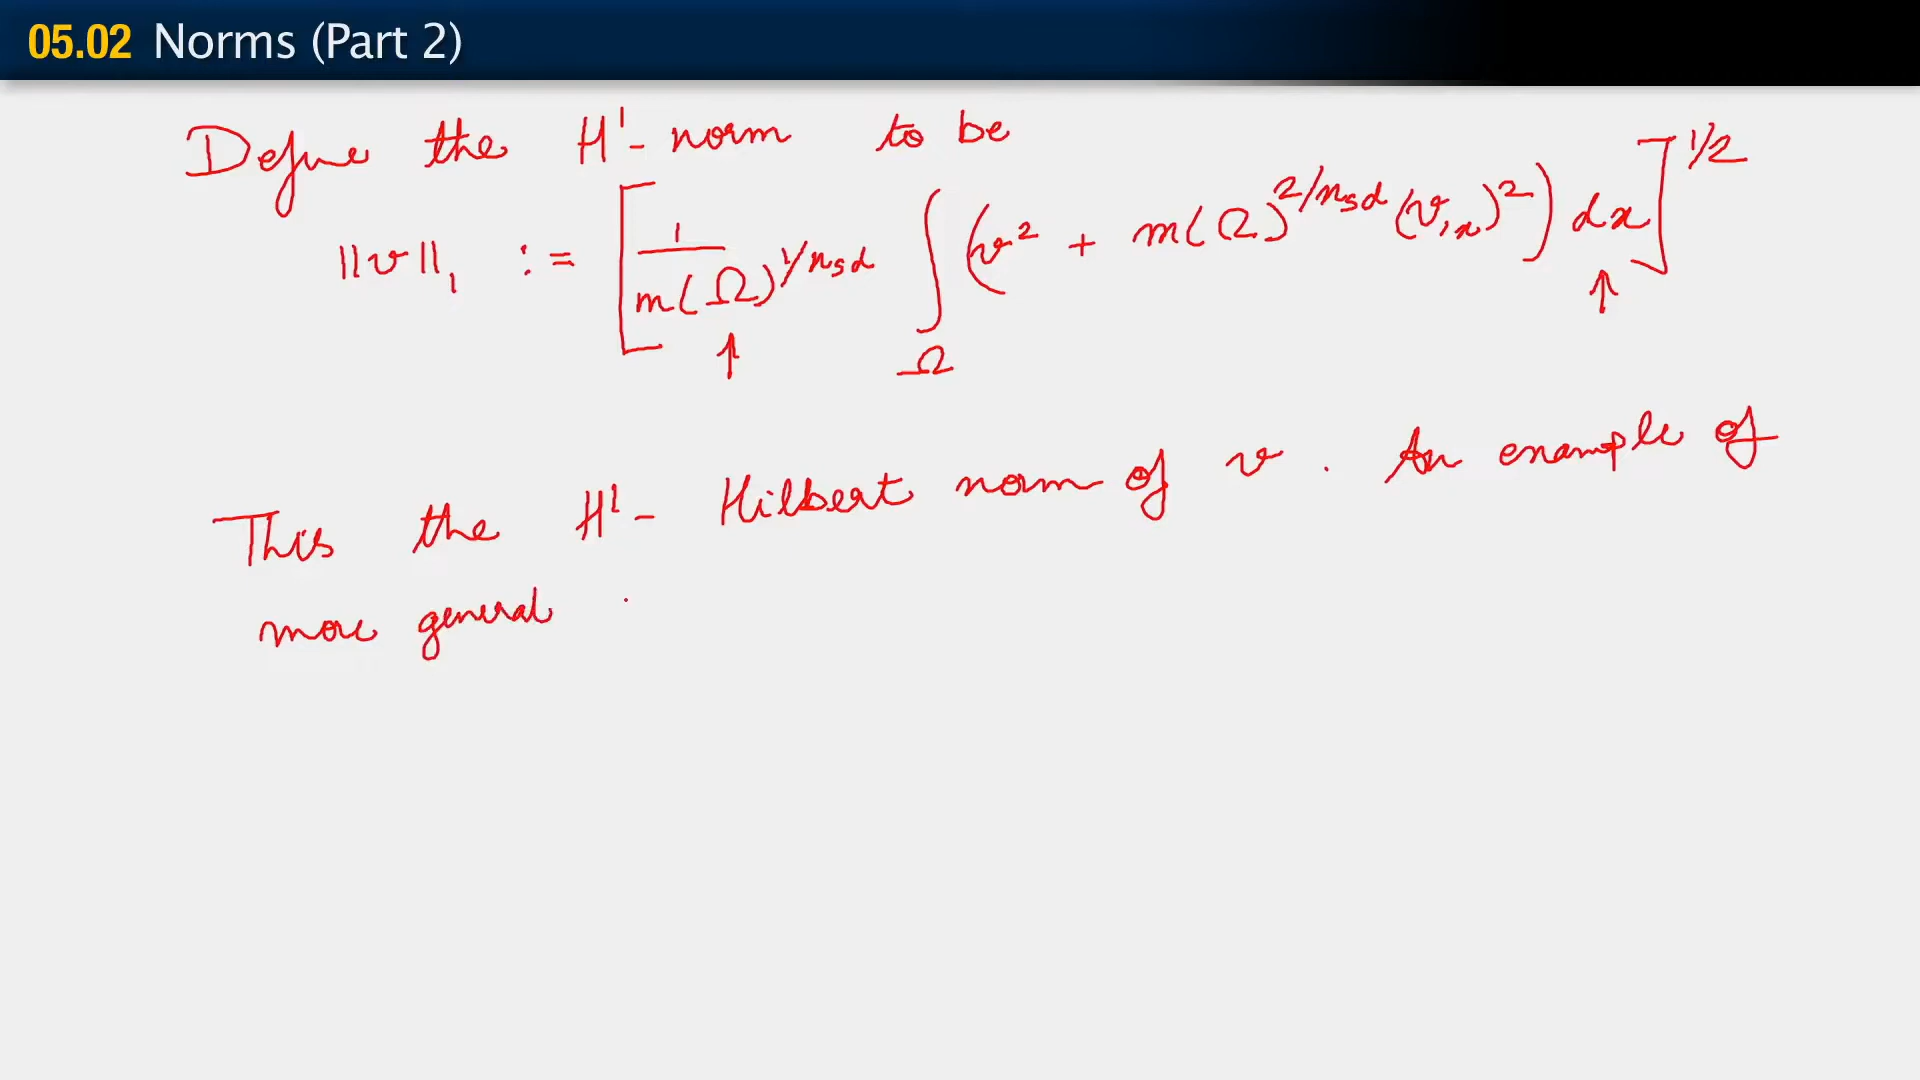 05.02 Norms (Part 2)
Define the H¹- norm to be
||v||₁ := [ 1/m(Ω)^{1/nsd} ∫_Ω (v² + m(Ω)^{2/nsd} (v,ₓ)²) dx ]^{1/2}
↑ ↑
This the H¹- Hilbert norm of v . An example of
more general